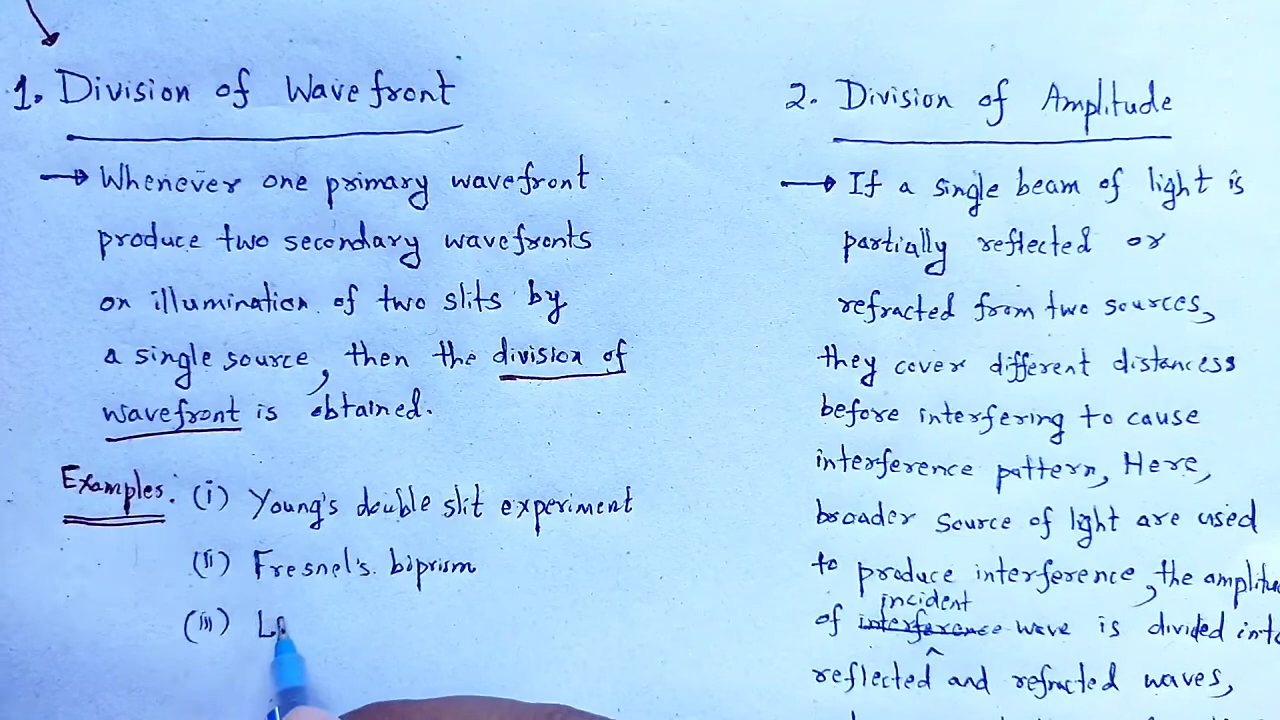 1. Division of Wavefront
→ Whenever one primary wavefront
produce two secondary wavefronts
on illumination of two slits by
a single source, then the division of
wavefront is obtained.
Examples: (i) Young's double slit experiment
(ii) Fresnel's biprism
(iii)
2. Division of Amplitude
→ If a single beam of light is
partially reflected or
refracted from two sources,
they cover different distancess
before interfering to cause
interference pattern, Here,
broader source of light are used
to produce interference, the amplitu
incident
of interference wave is divided into
reflected and refracted waves,